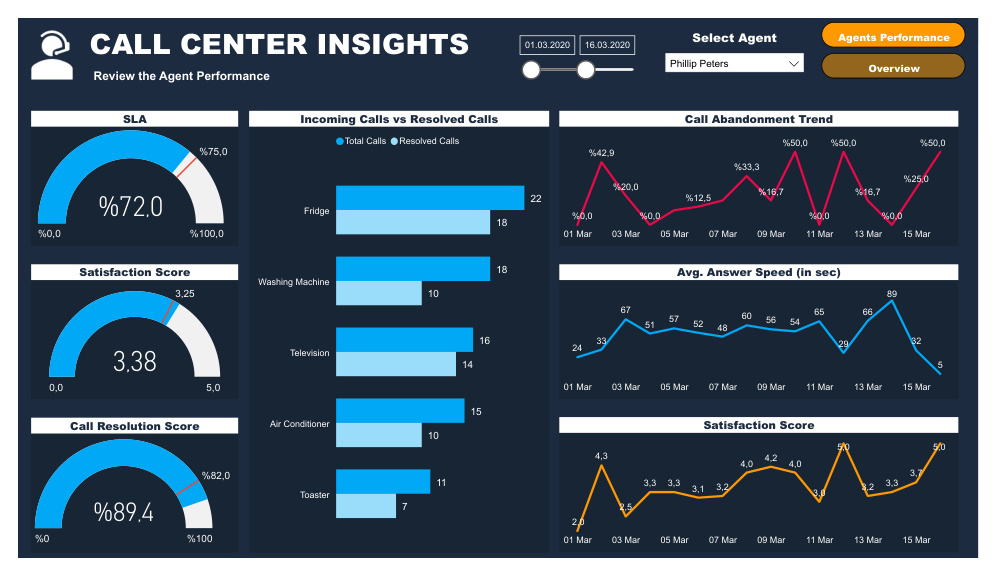 CALL CENTER INSIGHTS
Review the Agent Performance
01.03.2020 16.03.2020
Select Agent
Phillip Peters
Agents Performance
Overview
SLA
%75,0
%72,0
%0,0 %100,0
Satisfaction Score
3,25
3,38
0,0 5,0
Call Resolution Score
%82,0
%89,4
%0 %100
Incoming Calls vs Resolved Calls
Total Calls Resolved Calls
Fridge 22
18
Washing Machine 18
10
Television 16
14
Air Conditioner 15
10
Toaster 11
7
Call Abandonment Trend
%0,0 %42,9 %20,0 %0,0 %12,5 %33,3 %16,7 %50,0 %0,0 %50,0 %16,7 %0,0 %25,0 %50,0
01 Mar 03 Mar 05 Mar 07 Mar 09 Mar 11 Mar 13 Mar 15 Mar
Avg. Answer Speed (in sec)
24 33 67 51 57 52 48 60 56 54 65 29 66 89 32 5
01 Mar 03 Mar 05 Mar 07 Mar 09 Mar 11 Mar 13 Mar 15 Mar
Satisfaction Score
2,0 4,3 2,5 3,3 3,3 3,1 3,2 4,0 4,2 4,0 3,0 5,0 3,2 3,3 3,7 5,0
01 Mar 03 Mar 05 Mar 07 Mar 09 Mar 11 Mar 13 Mar 15 Mar